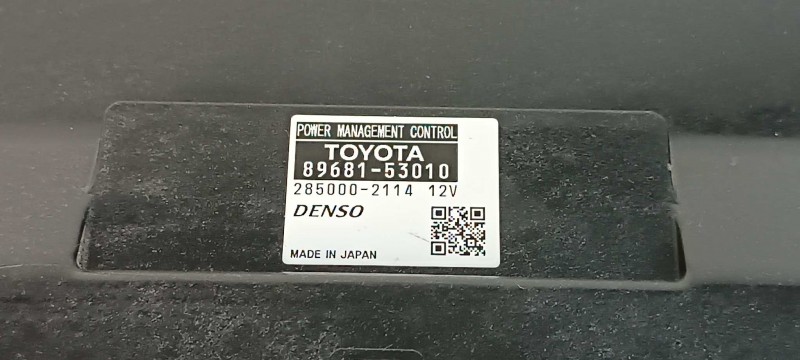 POWER MANAGEMENT CONTROL
TOYOTA
89681-53010
285000-2114 12V
DENSO
MADE IN JAPAN